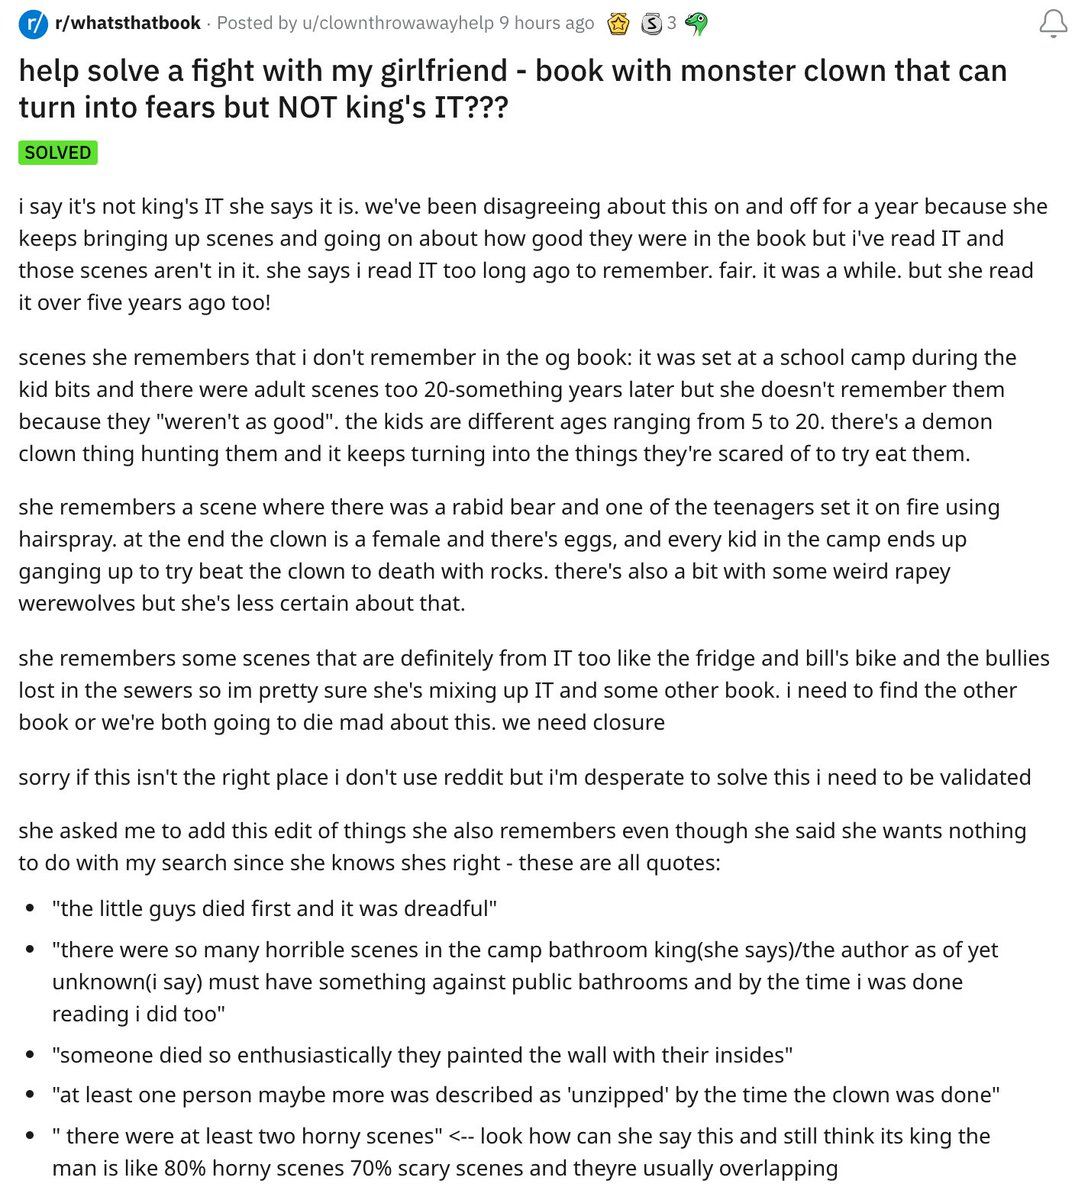 r/ r/whatsthatbook · Posted by u/clownthrowawayhelp 9 hours ago S 3
help solve a fight with my girlfriend - book with monster clown that can
turn into fears but NOT king's IT???
SOLVED
i say it's not king's IT she says it is. we've been disagreeing about this on and off for a year because she
keeps bringing up scenes and going on about how good they were in the book but i've read IT and
those scenes aren't in it. she says i read IT too long ago to remember. fair. it was a while. but she read
it over five years ago too!
scenes she remembers that i don't remember in the og book: it was set at a school camp during the
kid bits and there were adult scenes too 20-something years later but she doesn't remember them
because they "weren't as good". the kids are different ages ranging from 5 to 20. there's a demon
clown thing hunting them and it keeps turning into the things they're scared of to try eat them.
she remembers a scene where there was a rabid bear and one of the teenagers set it on fire using
hairspray. at the end the clown is a female and there's eggs, and every kid in the camp ends up
ganging up to try beat the clown to death with rocks. there's also a bit with some weird rapey
werewolves but she's less certain about that.
she remembers some scenes that are definitely from IT too like the fridge and bill's bike and the bullies
lost in the sewers so im pretty sure she's mixing up IT and some other book. i need to find the other
book or we're both going to die mad about this. we need closure
sorry if this isn't the right place i don't use reddit but i'm desperate to solve this i need to be validated
she asked me to add this edit of things she also remembers even though she said she wants nothing
to do with my search since she knows shes right - these are all quotes:
• "the little guys died first and it was dreadful"
• "there were so many horrible scenes in the camp bathroom king(she says)/the author as of yet
unknown(i say) must have something against public bathrooms and by the time i was done
reading i did too"
• "someone died so enthusiastically they painted the wall with their insides"
• "at least one person maybe more was described as 'unzipped' by the time the clown was done"
• " there were at least two horny scenes" <-- look how can she say this and still think its king the
man is like 80% horny scenes 70% scary scenes and theyre usually overlapping